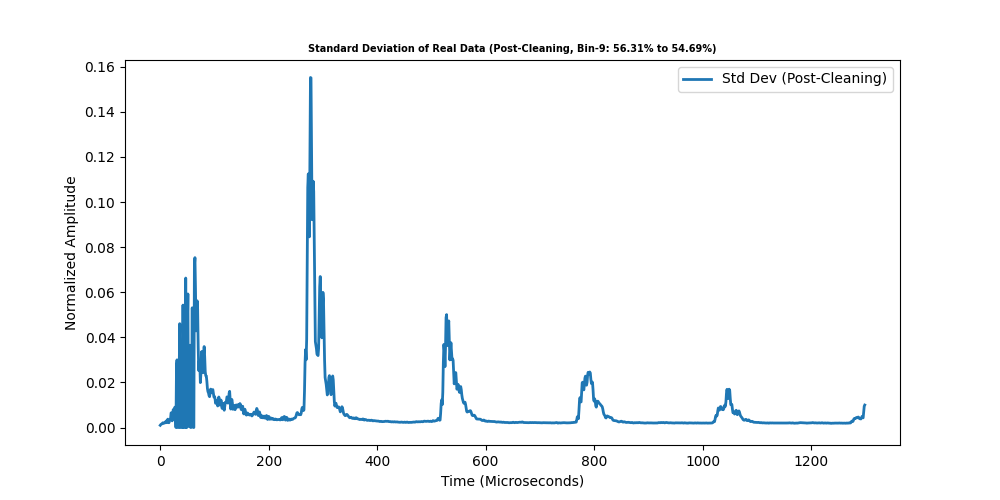 Standard Deviation of Real Data (Post-Cleaning, Bin-9: 56.31% to 54.69%)
Std Dev (Post-Cleaning)
Normalized Amplitude
0.16
0.14
0.12
0.10
0.08
0.06
0.04
0.02
0.00
0 200 400 600 800 1000 1200
Time (Microseconds)